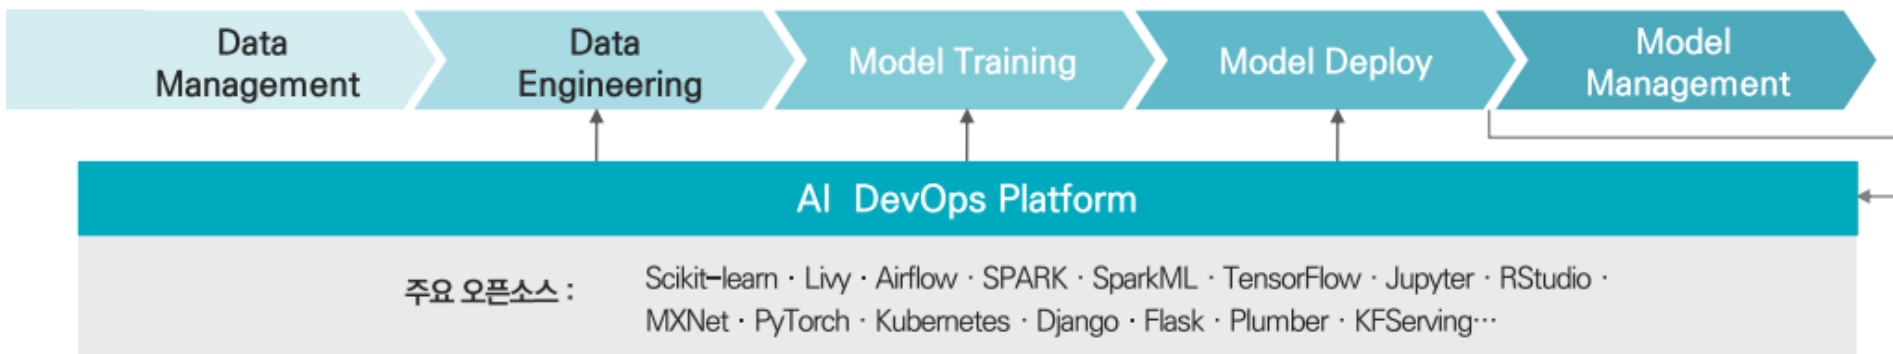 Data
Management
Data
Engineering
Model Training
Model Deploy
Model
Management
AI DevOps Platform
주요 오픈소스 :
Scikit-learn · Livy · Airflow · SPARK · SparkML · TensorFlow · Jupyter · RStudio ·
MXNet · PyTorch · Kubernetes · Django · Flask · Plumber · KFServing···